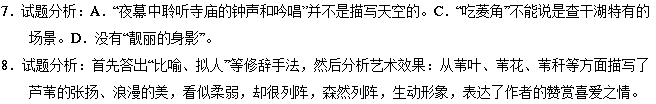 7．试题分析：A．“夜幕中聆听寺庙的钟声和吟唱”并不是描写天空的。C．“吃菱角”不能说是查干湖特有的
场景。D．没有“靓丽的身影”。
8．试题分析：首先答出“比喻、拟人”等修辞手法，然后分析艺术效果：从苇叶、苇花、苇秆等方面描写了
芦苇的张扬、浪漫的美，看似柔弱，却很列阵，森然列阵，生动形象，表达了作者的赞赏喜爱之情。